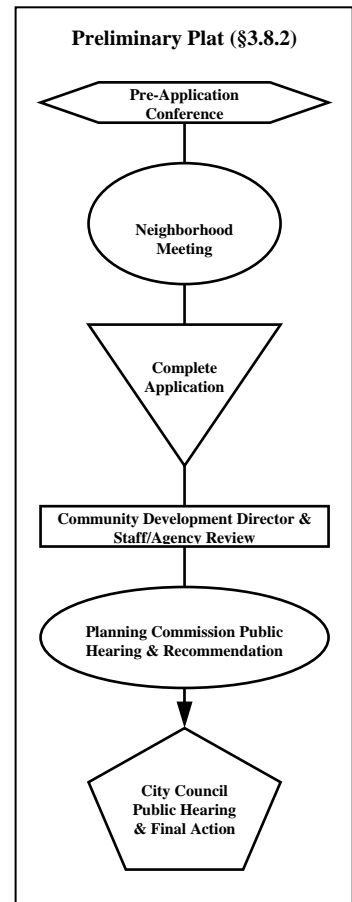 Preliminary Plat (§3.8.2)
Pre-Application
Conference
Neighborhood
Meeting
Complete
Application
Community Development Director &
Staff/Agency Review
Planning Commission Public
Hearing & Recommendation
City Council
Public Hearing
& Final Action